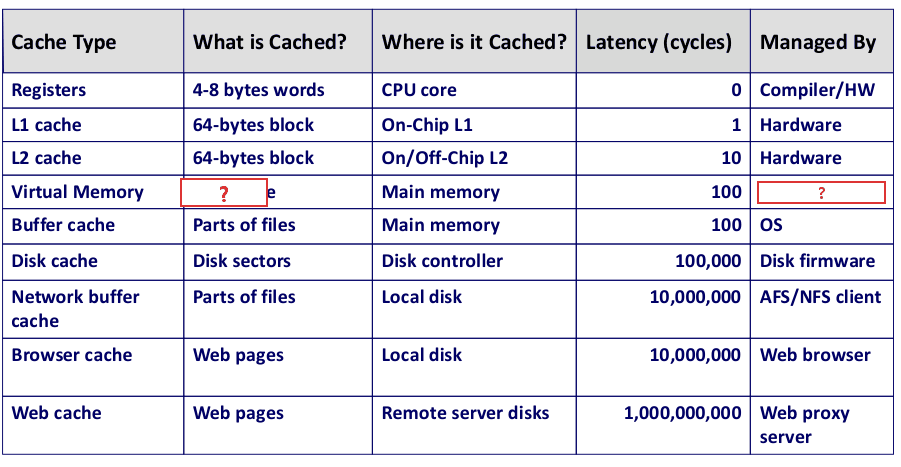 Cache Type What is Cached? Where is it Cached? Latency (cycles) Managed By
Registers 4-8 bytes words CPU core 0 Compiler/HW
L1 cache 64-bytes block On-Chip L1 1 Hardware
L2 cache 64-bytes block On/Off-Chip L2 10 Hardware
Virtual Memory ? e Main memory 100 ?
Buffer cache Parts of files Main memory 100 OS
Disk cache Disk sectors Disk controller 100,000 Disk firmware
Network buffer Parts of files Local disk 10,000,000 AFS/NFS client
cache
Browser cache Web pages Local disk 10,000,000 Web browser
Web cache Web pages Remote server disks 1,000,000,000 Web proxy
server